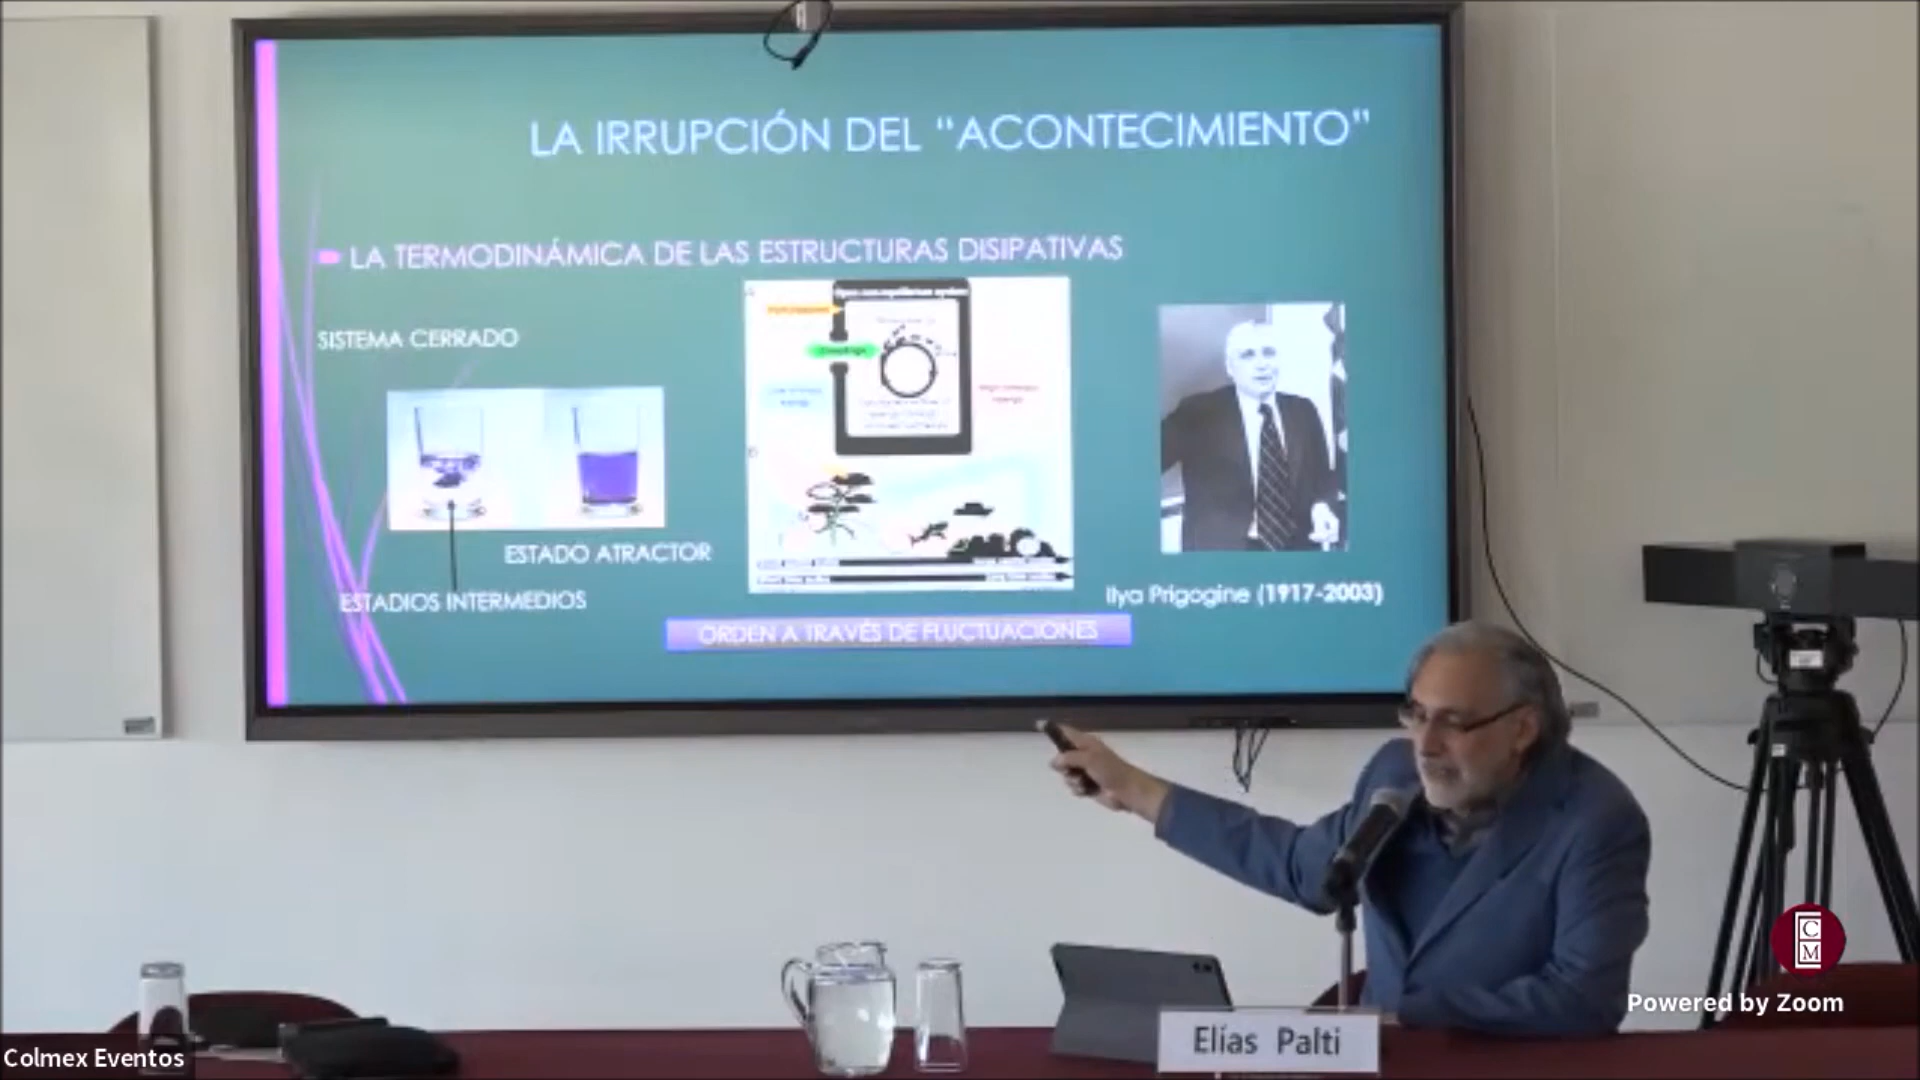 LA IRRUPCIÓN DEL “ACONTECIMIENTO”
LA TERMODINÁMICA DE LAS ESTRUCTURAS DISIPATIVAS
SISTEMA CERRADO
ESTADO ATRACTOR
ESTADIOS INTERMEDIOS
Ilya Prigogine (1917-2003)
ORDEN A TRAVÉS DE FLUCTUACIONES
C
M
Powered by Zoom
Elías Palti
Colmex Eventos